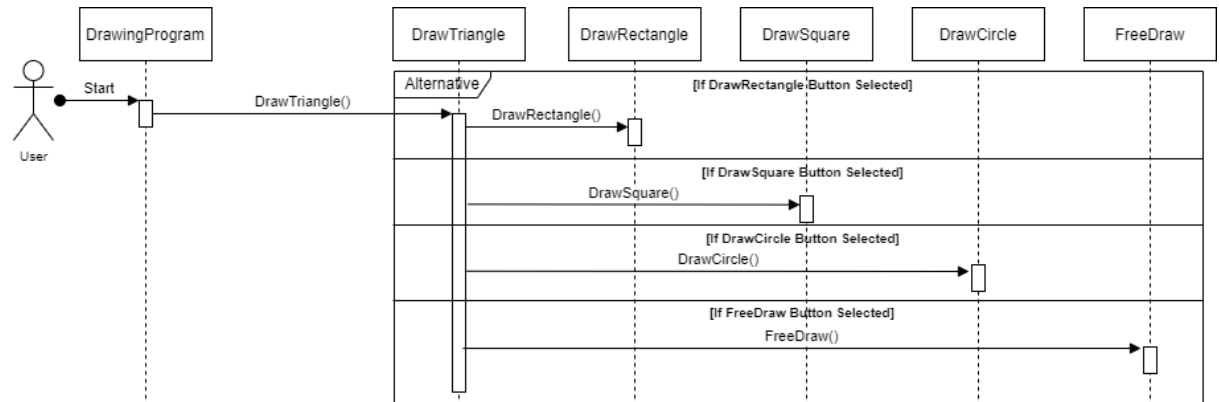 DrawingProgram
DrawTriangle
DrawRectangle
DrawSquare
DrawCircle
FreeDraw
Alternative
[If DrawRectangle Button Selected]
Start
DrawTriangle()
DrawRectangle()
User
[If DrawSquare Button Selected]
DrawSquare()
[If DrawCircle Button Selected]
DrawCircle()
[If FreeDraw Button Selected]
FreeDraw()